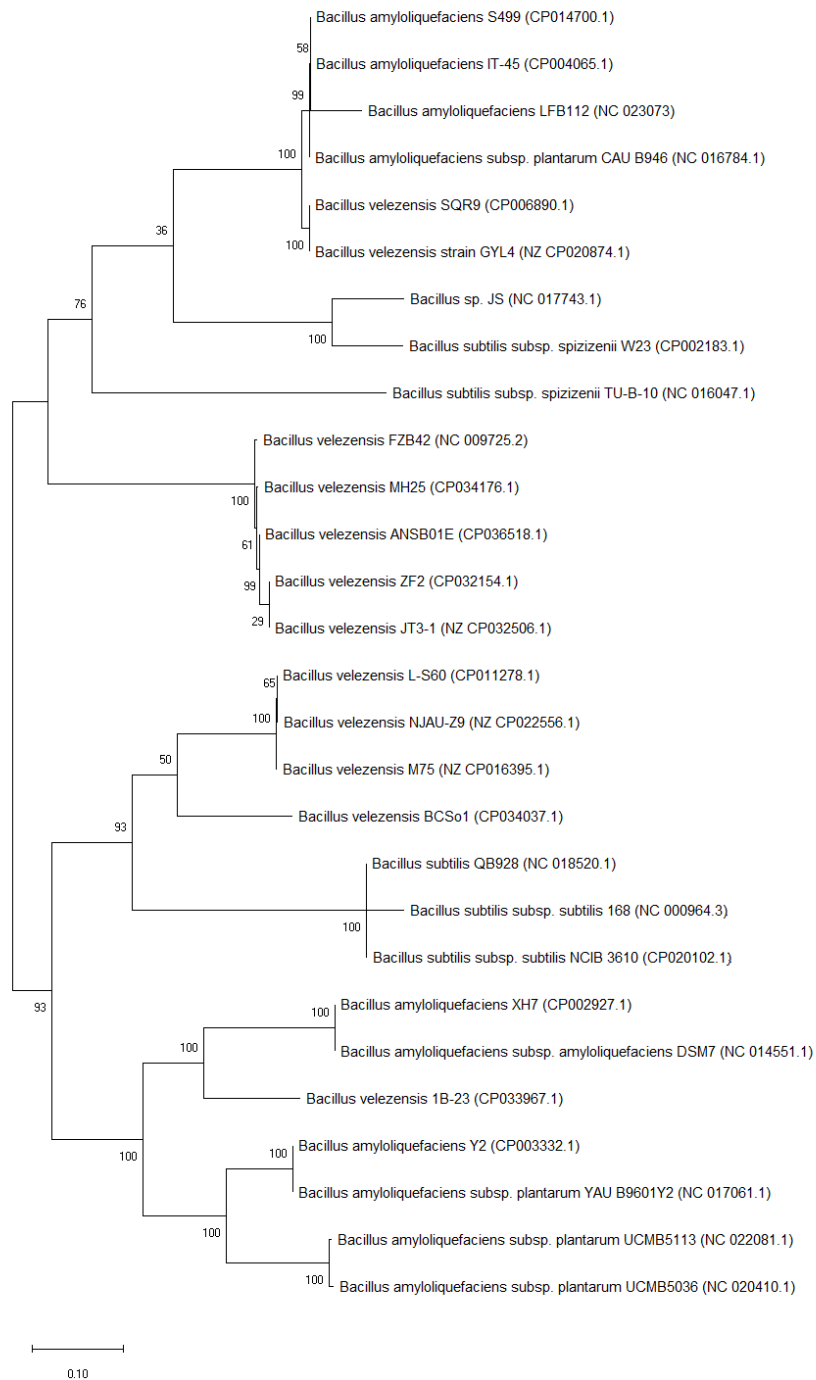 Bacillus amyloliquefaciens S499 (CP014700.1)
58
Bacillus amyloliquefaciens IT-45 (CP004065.1)
99
Bacillus amyloliquefaciens LFB112 (NC 023073)
100
Bacillus amyloliquefaciens subsp. plantarum CAU B946 (NC 016784.1)
Bacillus velezensis SQR9 (CP006890.1)
36
100
Bacillus velezensis strain GYL4 (NZ CP020874.1)
Bacillus sp. JS (NC 017743.1)
76
100
Bacillus subtilis subsp. spizizenii W23 (CP002183.1)
Bacillus subtilis subsp. spizizenii TU-B-10 (NC 016047.1)
Bacillus velezensis FZB42 (NC 009725.2)
Bacillus velezensis MH25 (CP034176.1)
100
Bacillus velezensis ANSB01E (CP036518.1)
61
Bacillus velezensis ZF2 (CP032154.1)
99
29
Bacillus velezensis JT3-1 (NZ CP032506.1)
Bacillus velezensis L-S60 (CP011278.1)
65
100
Bacillus velezensis NJAU-Z9 (NZ CP022556.1)
50
Bacillus velezensis M75 (NZ CP016395.1)
Bacillus velezensis BCSo1 (CP034037.1)
93
Bacillus subtilis QB928 (NC 018520.1)
Bacillus subtilis subsp. subtilis 168 (NC 000964.3)
100
Bacillus subtilis subsp. subtilis NCIB 3610 (CP020102.1)
93
Bacillus amyloliquefaciens XH7 (CP002927.1)
100
100
Bacillus amyloliquefaciens subsp. amyloliquefaciens DSM7 (NC 014551.1)
Bacillus velezensis 1B-23 (CP033967.1)
100
Bacillus amyloliquefaciens Y2 (CP003332.1)
100
Bacillus amyloliquefaciens subsp. plantarum YAU B9601Y2 (NC 017061.1)
100
Bacillus amyloliquefaciens subsp. plantarum UCMB5113 (NC 022081.1)
100
Bacillus amyloliquefaciens subsp. plantarum UCMB5036 (NC 020410.1)
0.10